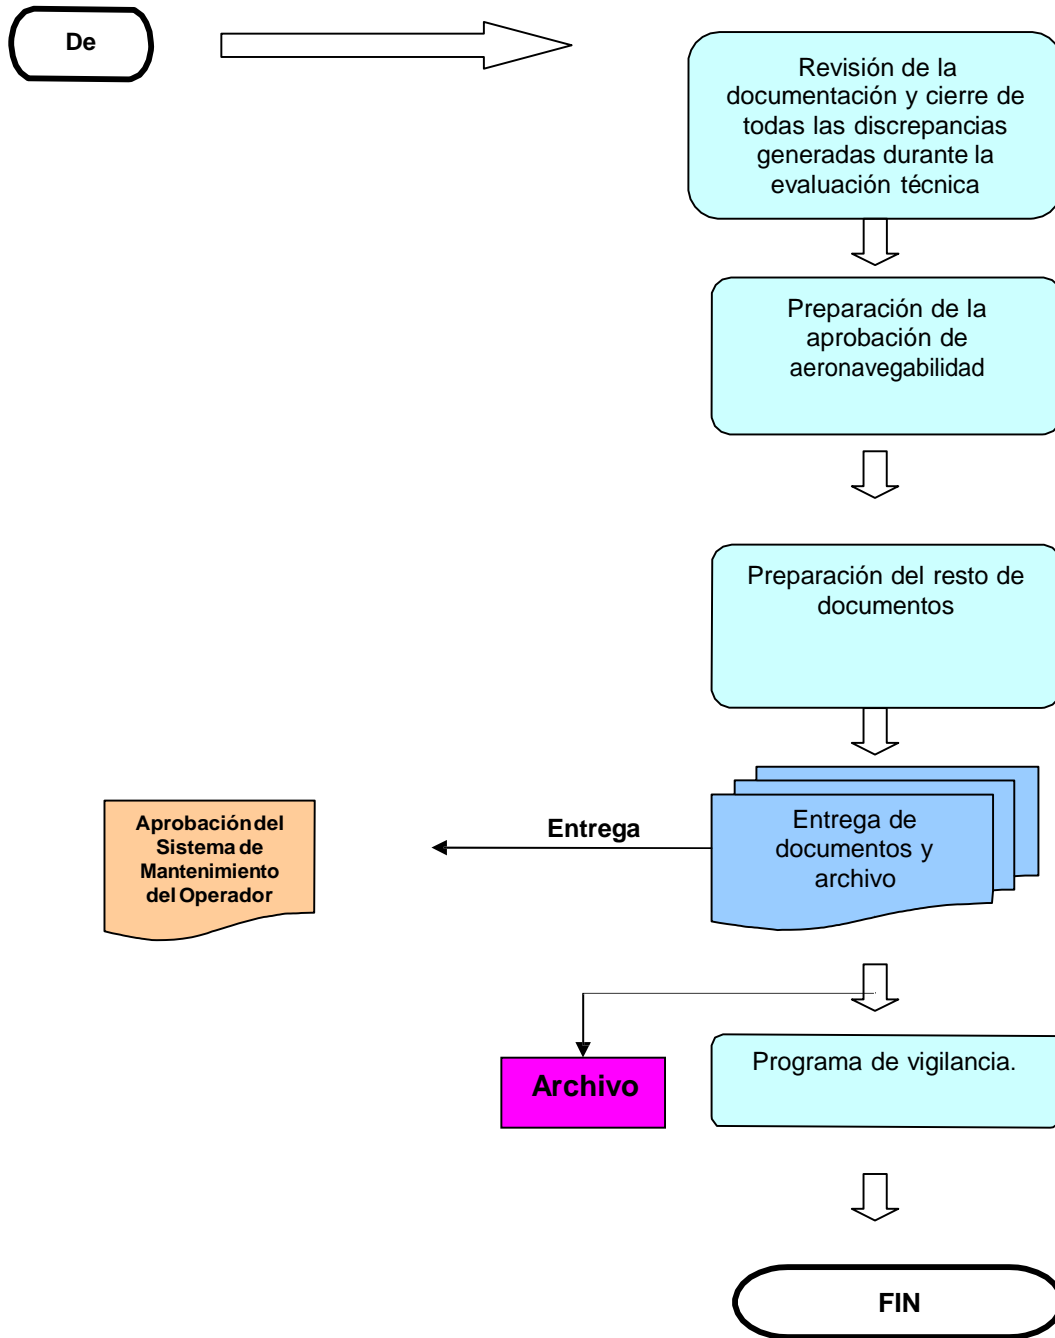 De
Revisión de la
documentación y cierre de
todas las discrepancias
generadas durante la
evaluación técnica
Preparación de la
aprobación de
aeronavegabilidad
Preparación del resto de
documentos
Aprobación del
Sistema de
Mantenimiento
del Operador
Entrega
Entrega de
documentos y
archivo
Archivo
Programa de vigilancia.
FIN